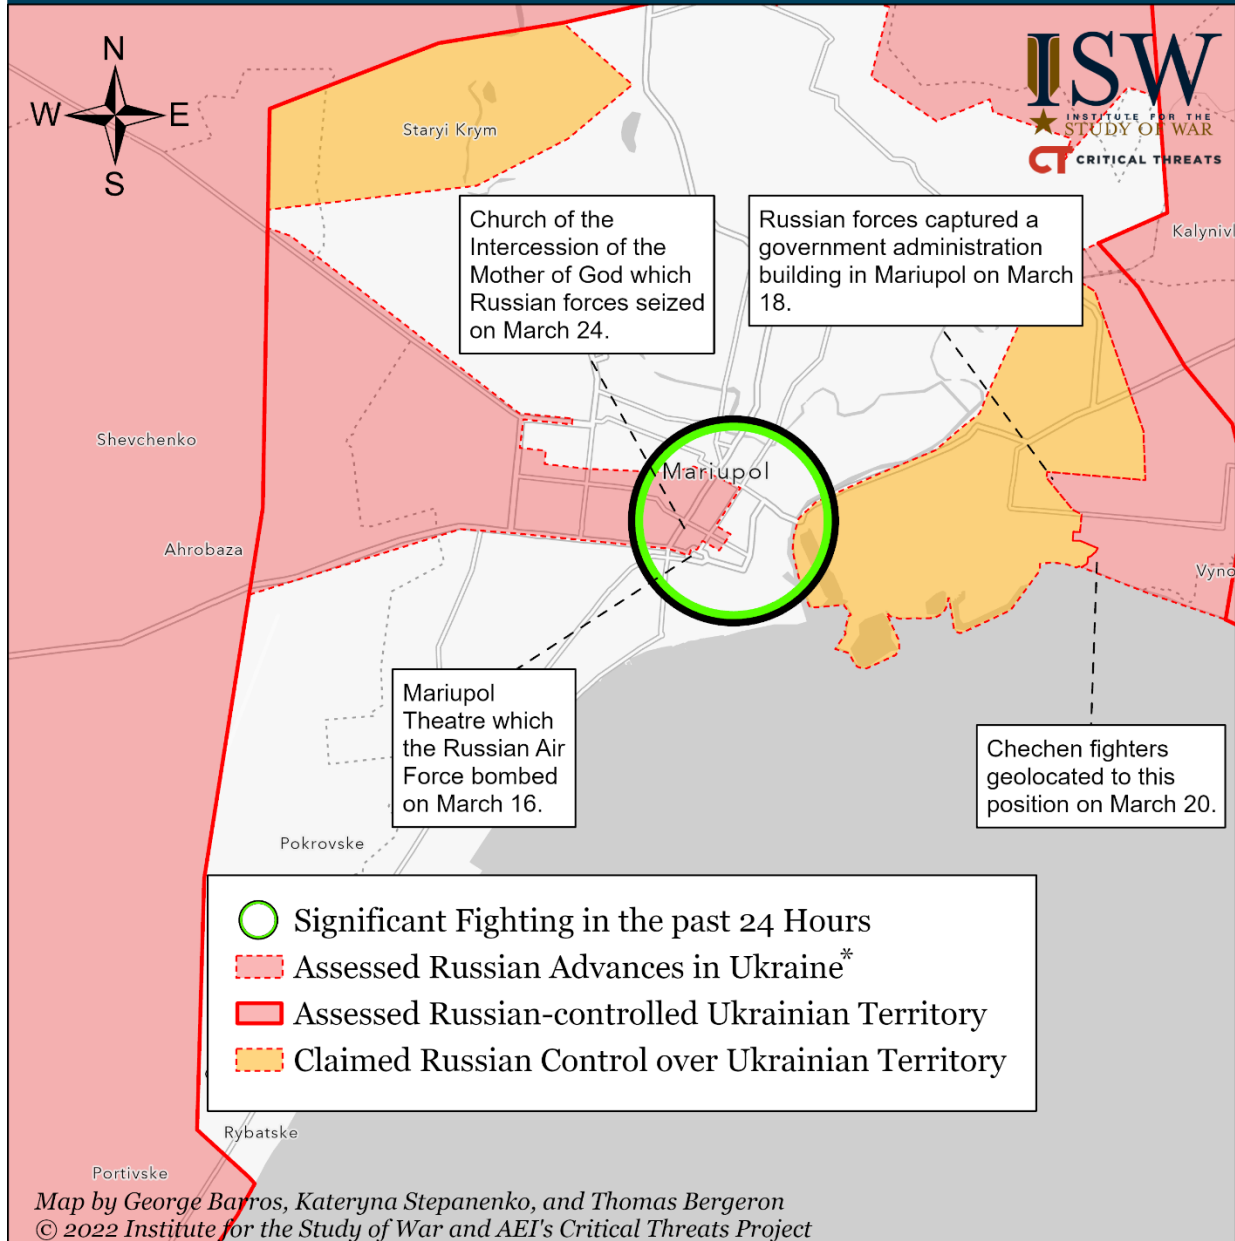 N
W
E
S
ISW
INSTITUTE FOR THE
STUDY OF WAR
CT CRITICAL THREATS
Staryi Krym
Church of the
Intercession of the
Mother of God which
Russian forces seized
on March 24.
Russian forces captured a
government administration
building in Mariupol on March
18.
Kalynivk
Shevchenko
Mariupol
Ahrobaza
Vyno
Mariupol
Theatre which
the Russian Air
Force bombed
on March 16.
Chechen fighters
geolocated to this
position on March 20.
Pokrovske
Significant Fighting in the past 24 Hours
Assessed Russian Advances in Ukraine*
Assessed Russian-controlled Ukrainian Territory
Claimed Russian Control over Ukrainian Territory
Rybatske
Portivske
Map by George Barros, Kateryna Stepanenko, and Thomas Bergeron
© 2022 Institute for the Study of War and AEI's Critical Threats Project